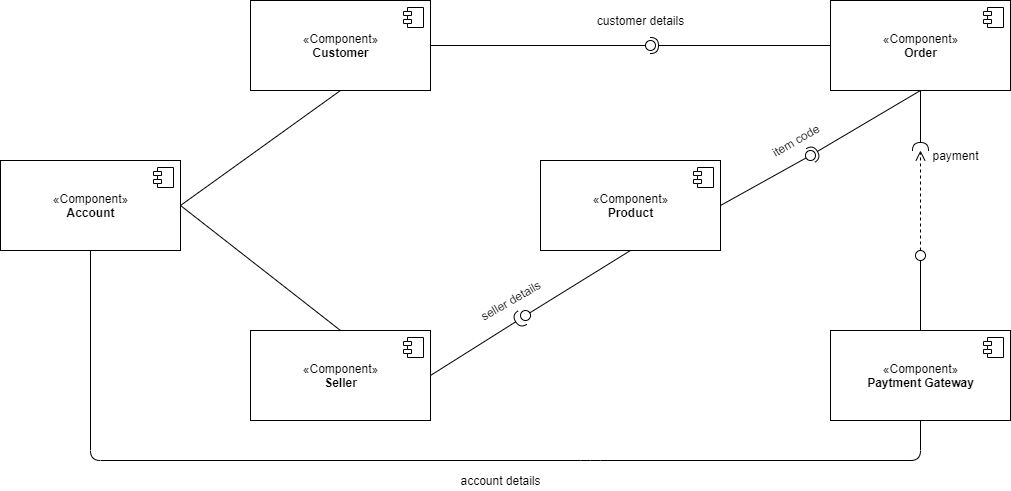 customer details
«Component»
Customer
«Component»
Order
item code
payment
«Component»
Account
«Component»
Product
seller details
«Component»
Seller
«Component»
Paytment Gateway
account details